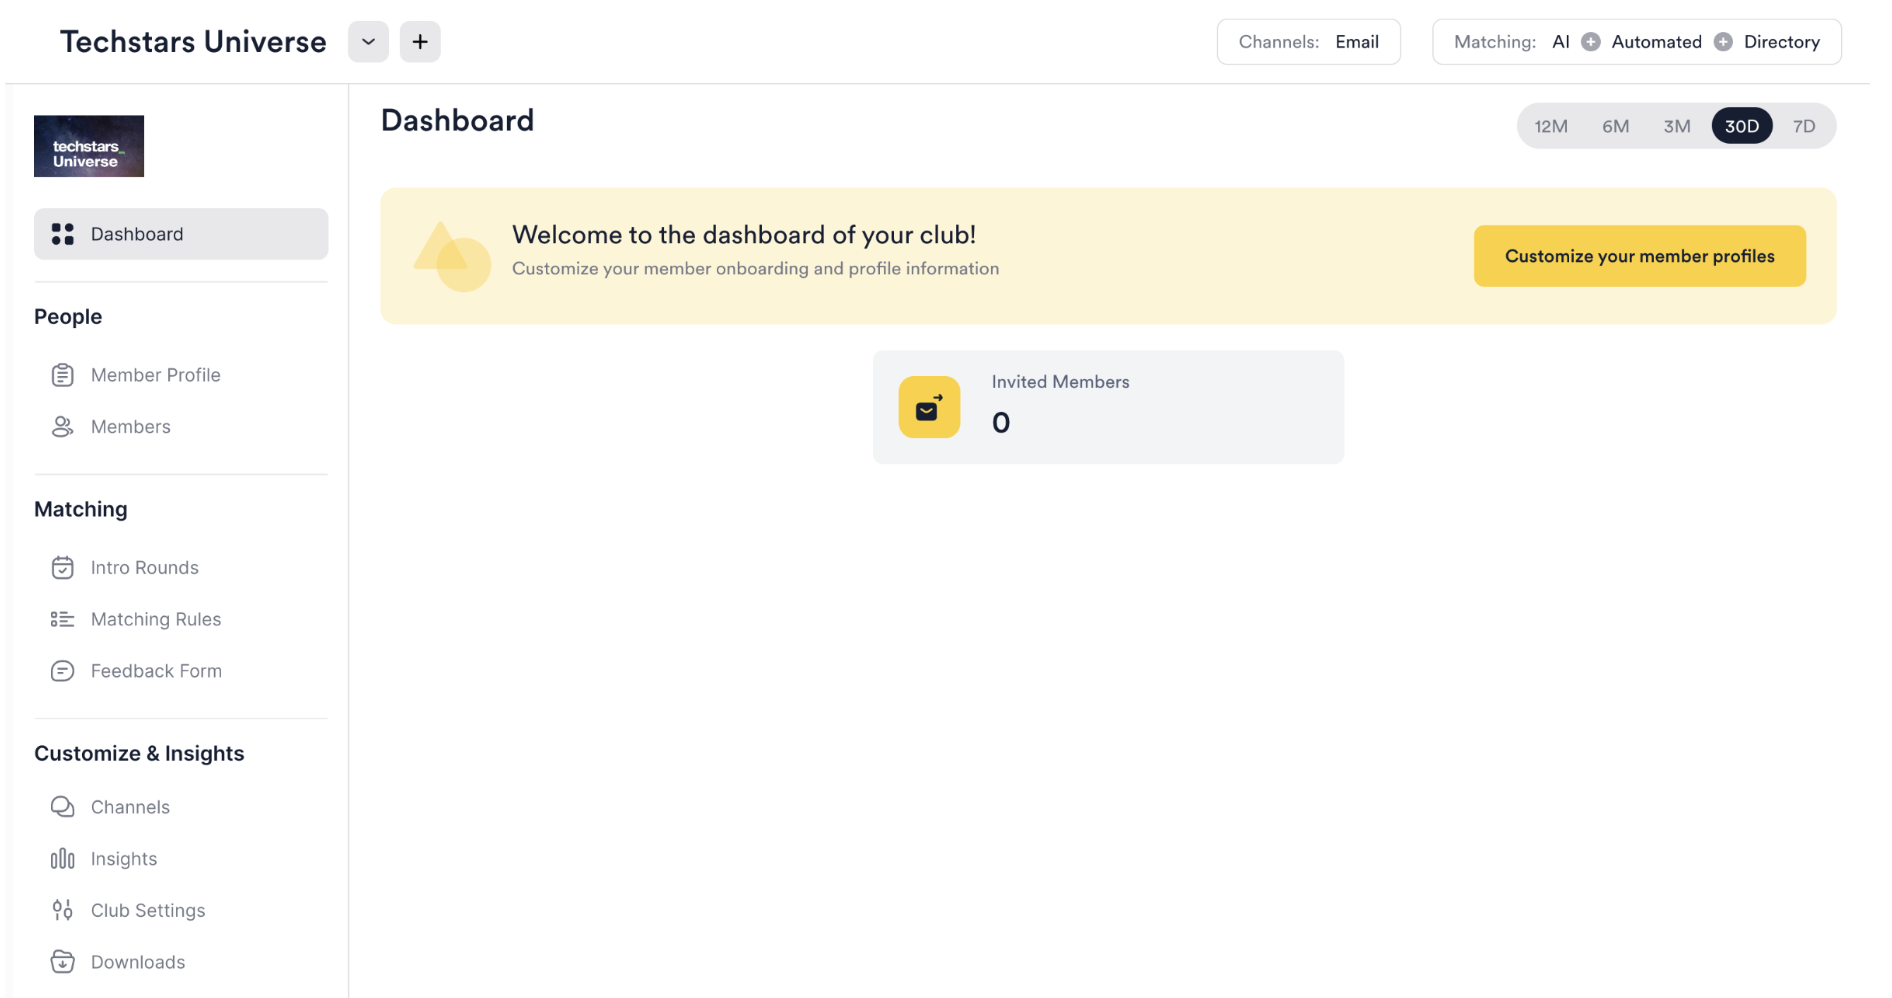 Techstars Universe
Channels: Email
Matching: AI Automated Directory
techstars_
Universe
Dashboard
People
Member Profile
Members
Matching
Intro Rounds
Matching Rules
Feedback Form
Customize & Insights
Channels
Insights
Club Settings
Downloads
Dashboard
12M 6M 3M 30D 7D
Welcome to the dashboard of your club!
Customize your member onboarding and profile information
Customize your member profiles
Invited Members
0